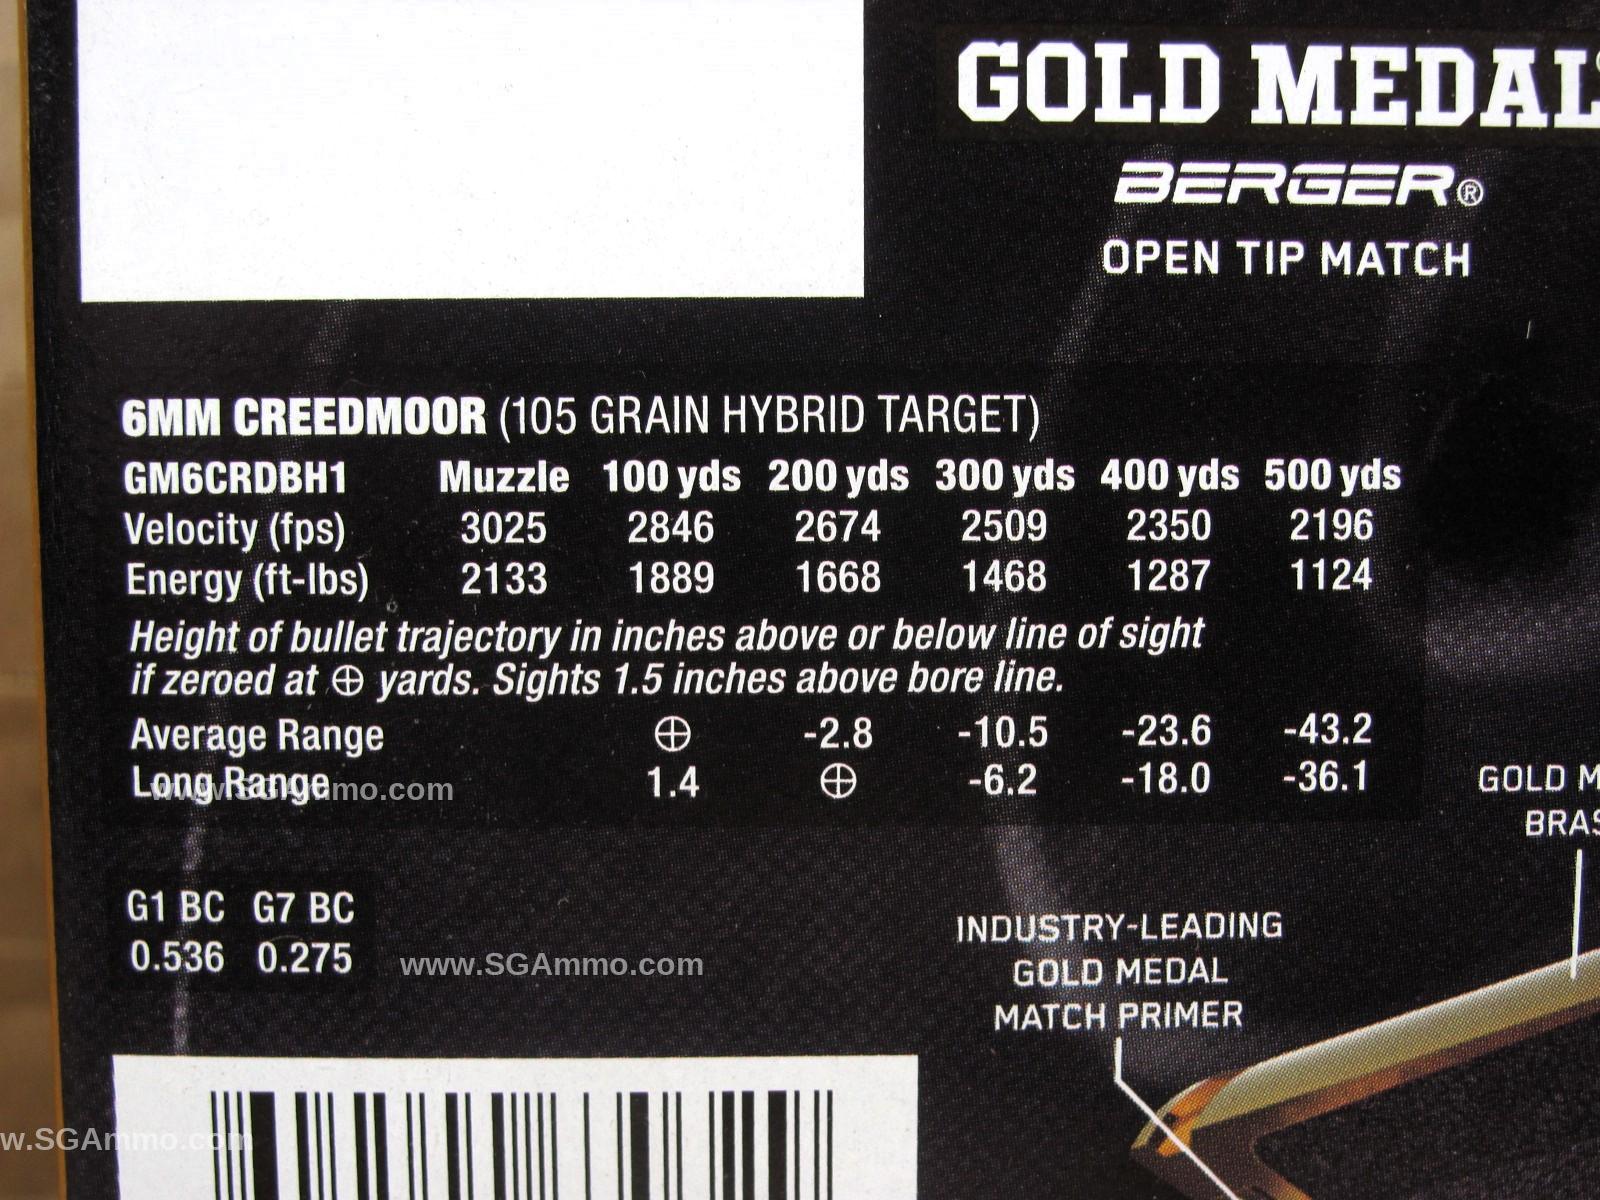 GOLD MEDAL
BERGER®
OPEN TIP MATCH
6MM CREEDMOOR (105 GRAIN HYBRID TARGET)
GM6CRDBH1 Muzzle 100 yds 200 yds 300 yds 400 yds 500 yds
Velocity (fps) 3025 2846 2674 2509 2350 2196
Energy (ft-lbs) 2133 1889 1668 1468 1287 1124
Height of bullet trajectory in inches above or below line of sight
if zeroed at ⊕ yards. Sights 1.5 inches above bore line.
Average Range ⊕ -2.8 -10.5 -23.6 -43.2
Long Range 1.4 ⊕ -6.2 -18.0 -36.1
www.SGAmmo.com
GOLD M
BRAS
G1 BC G7 BC
0.536 0.275
www.SGAmmo.com
INDUSTRY-LEADING
GOLD MEDAL
MATCH PRIMER
w.SGAmmo.com